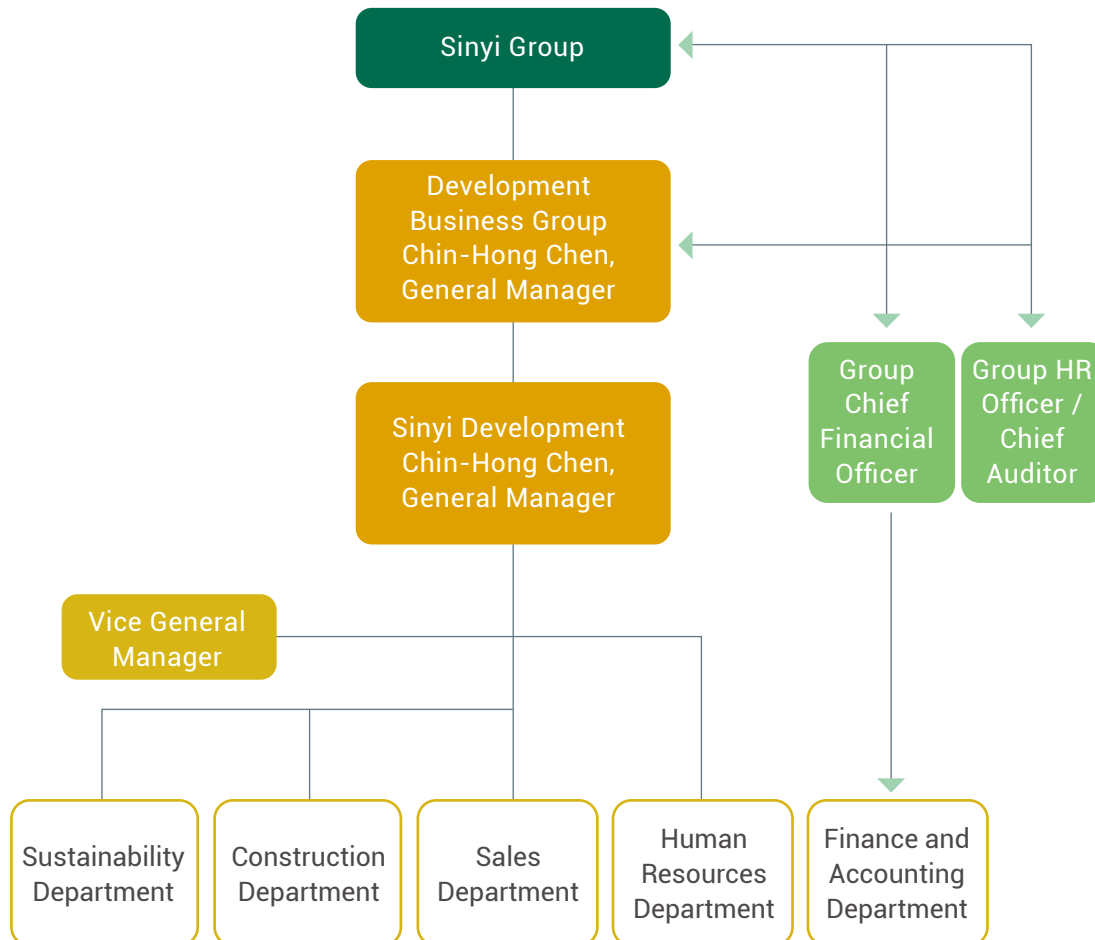 Sinyi Group
Development
Business Group
Chin-Hong Chen,
General Manager
Sinyi Development
Chin-Hong Chen,
General Manager
Group
Chief
Financial
Officer
Group HR
Officer /
Chief
Auditor
Vice General
Manager
Sustainability
Department
Construction
Department
Sales
Department
Human
Resources
Department
Finance and
Accounting
Department